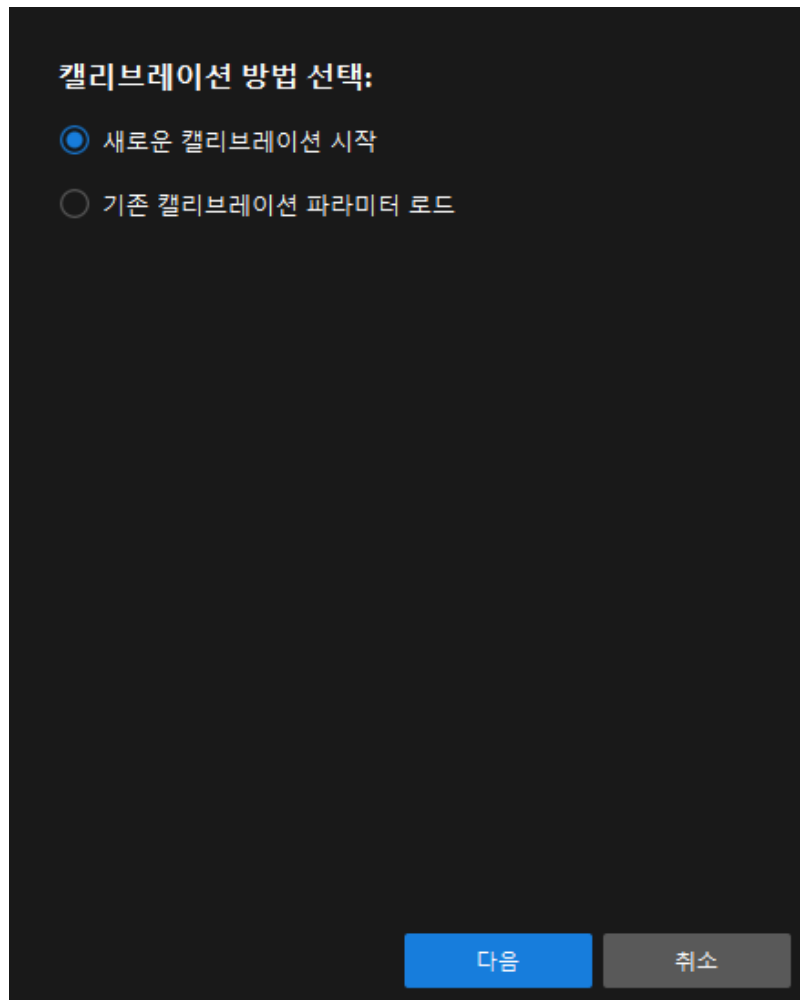 캘리브레이션 방법 선택:
새로운 캘리브레이션 시작
기존 캘리브레이션 파라미터 로드
다음
취소